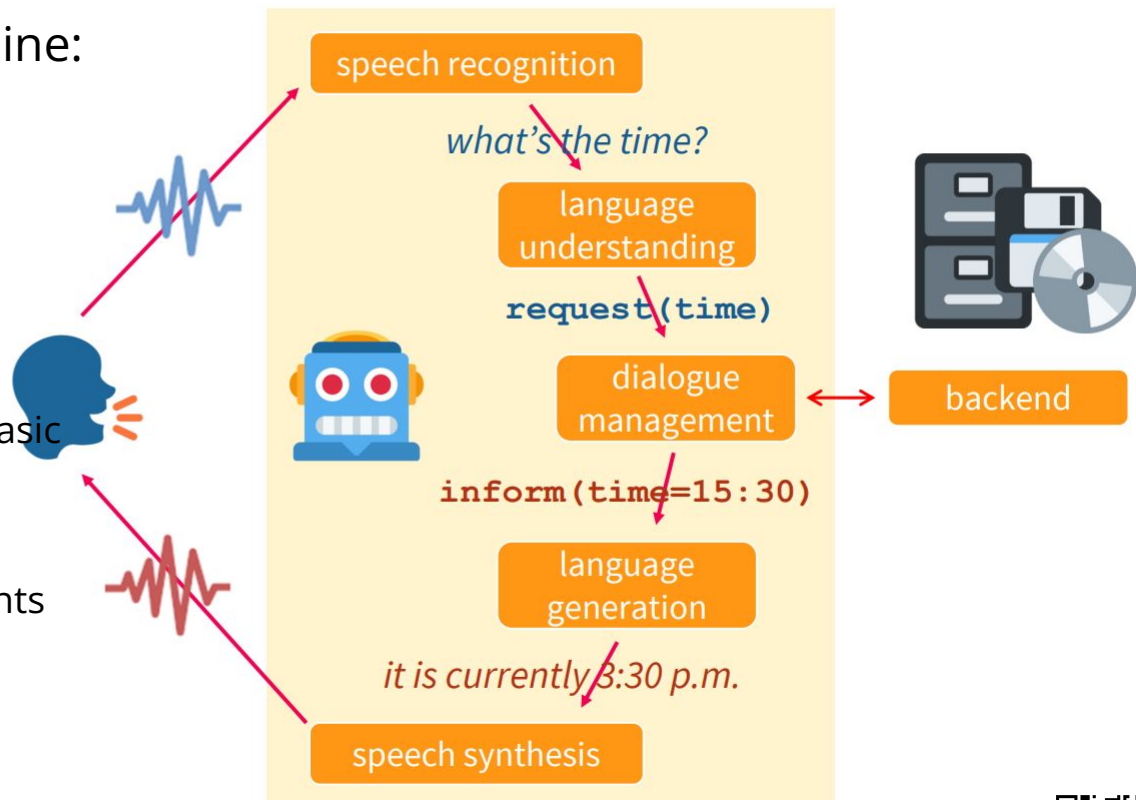 ine:
speech recognition
what's the time?
language
understanding
request(time)
dialogue
management
backend
asic
inform(time=15:30)
nts
language
generation
it is currently 3:30 p.m.
speech synthesis